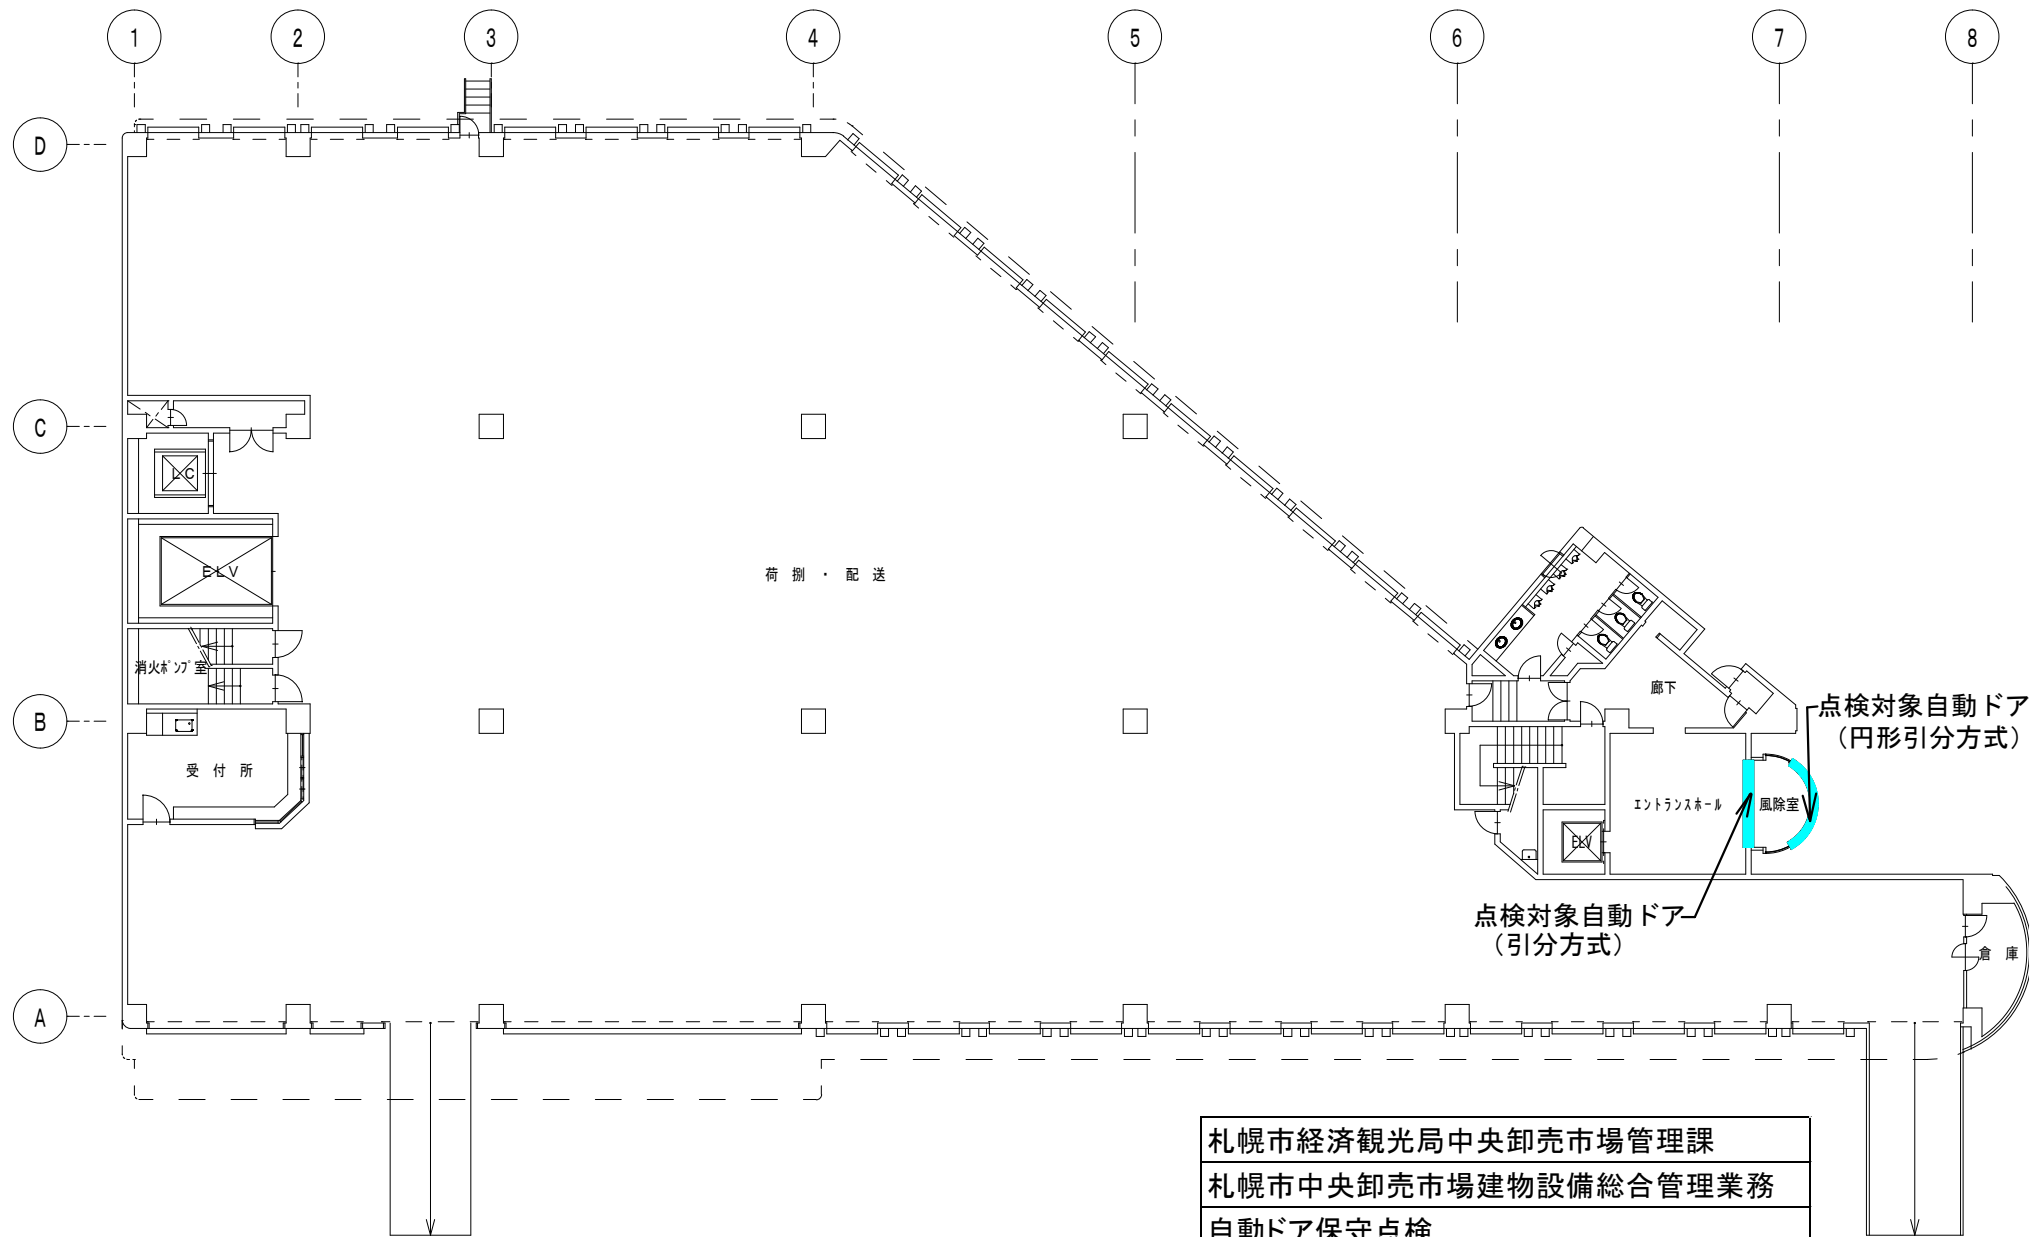 1 2 3 4 5 6 7 8
D
C
LC
ELV
荷捌・配送
消火ポンプ室
廊下
B
点検対象自動ドア
（円形引分方式）
受付所
エントランスホール
風除室
ELV
点検対象自動ドア
（引分方式）
倉庫
A
札幌市経済観光局中央卸売市場管理課
札幌市中央卸売市場建物設備総合管理業務
自動ドア保守点検